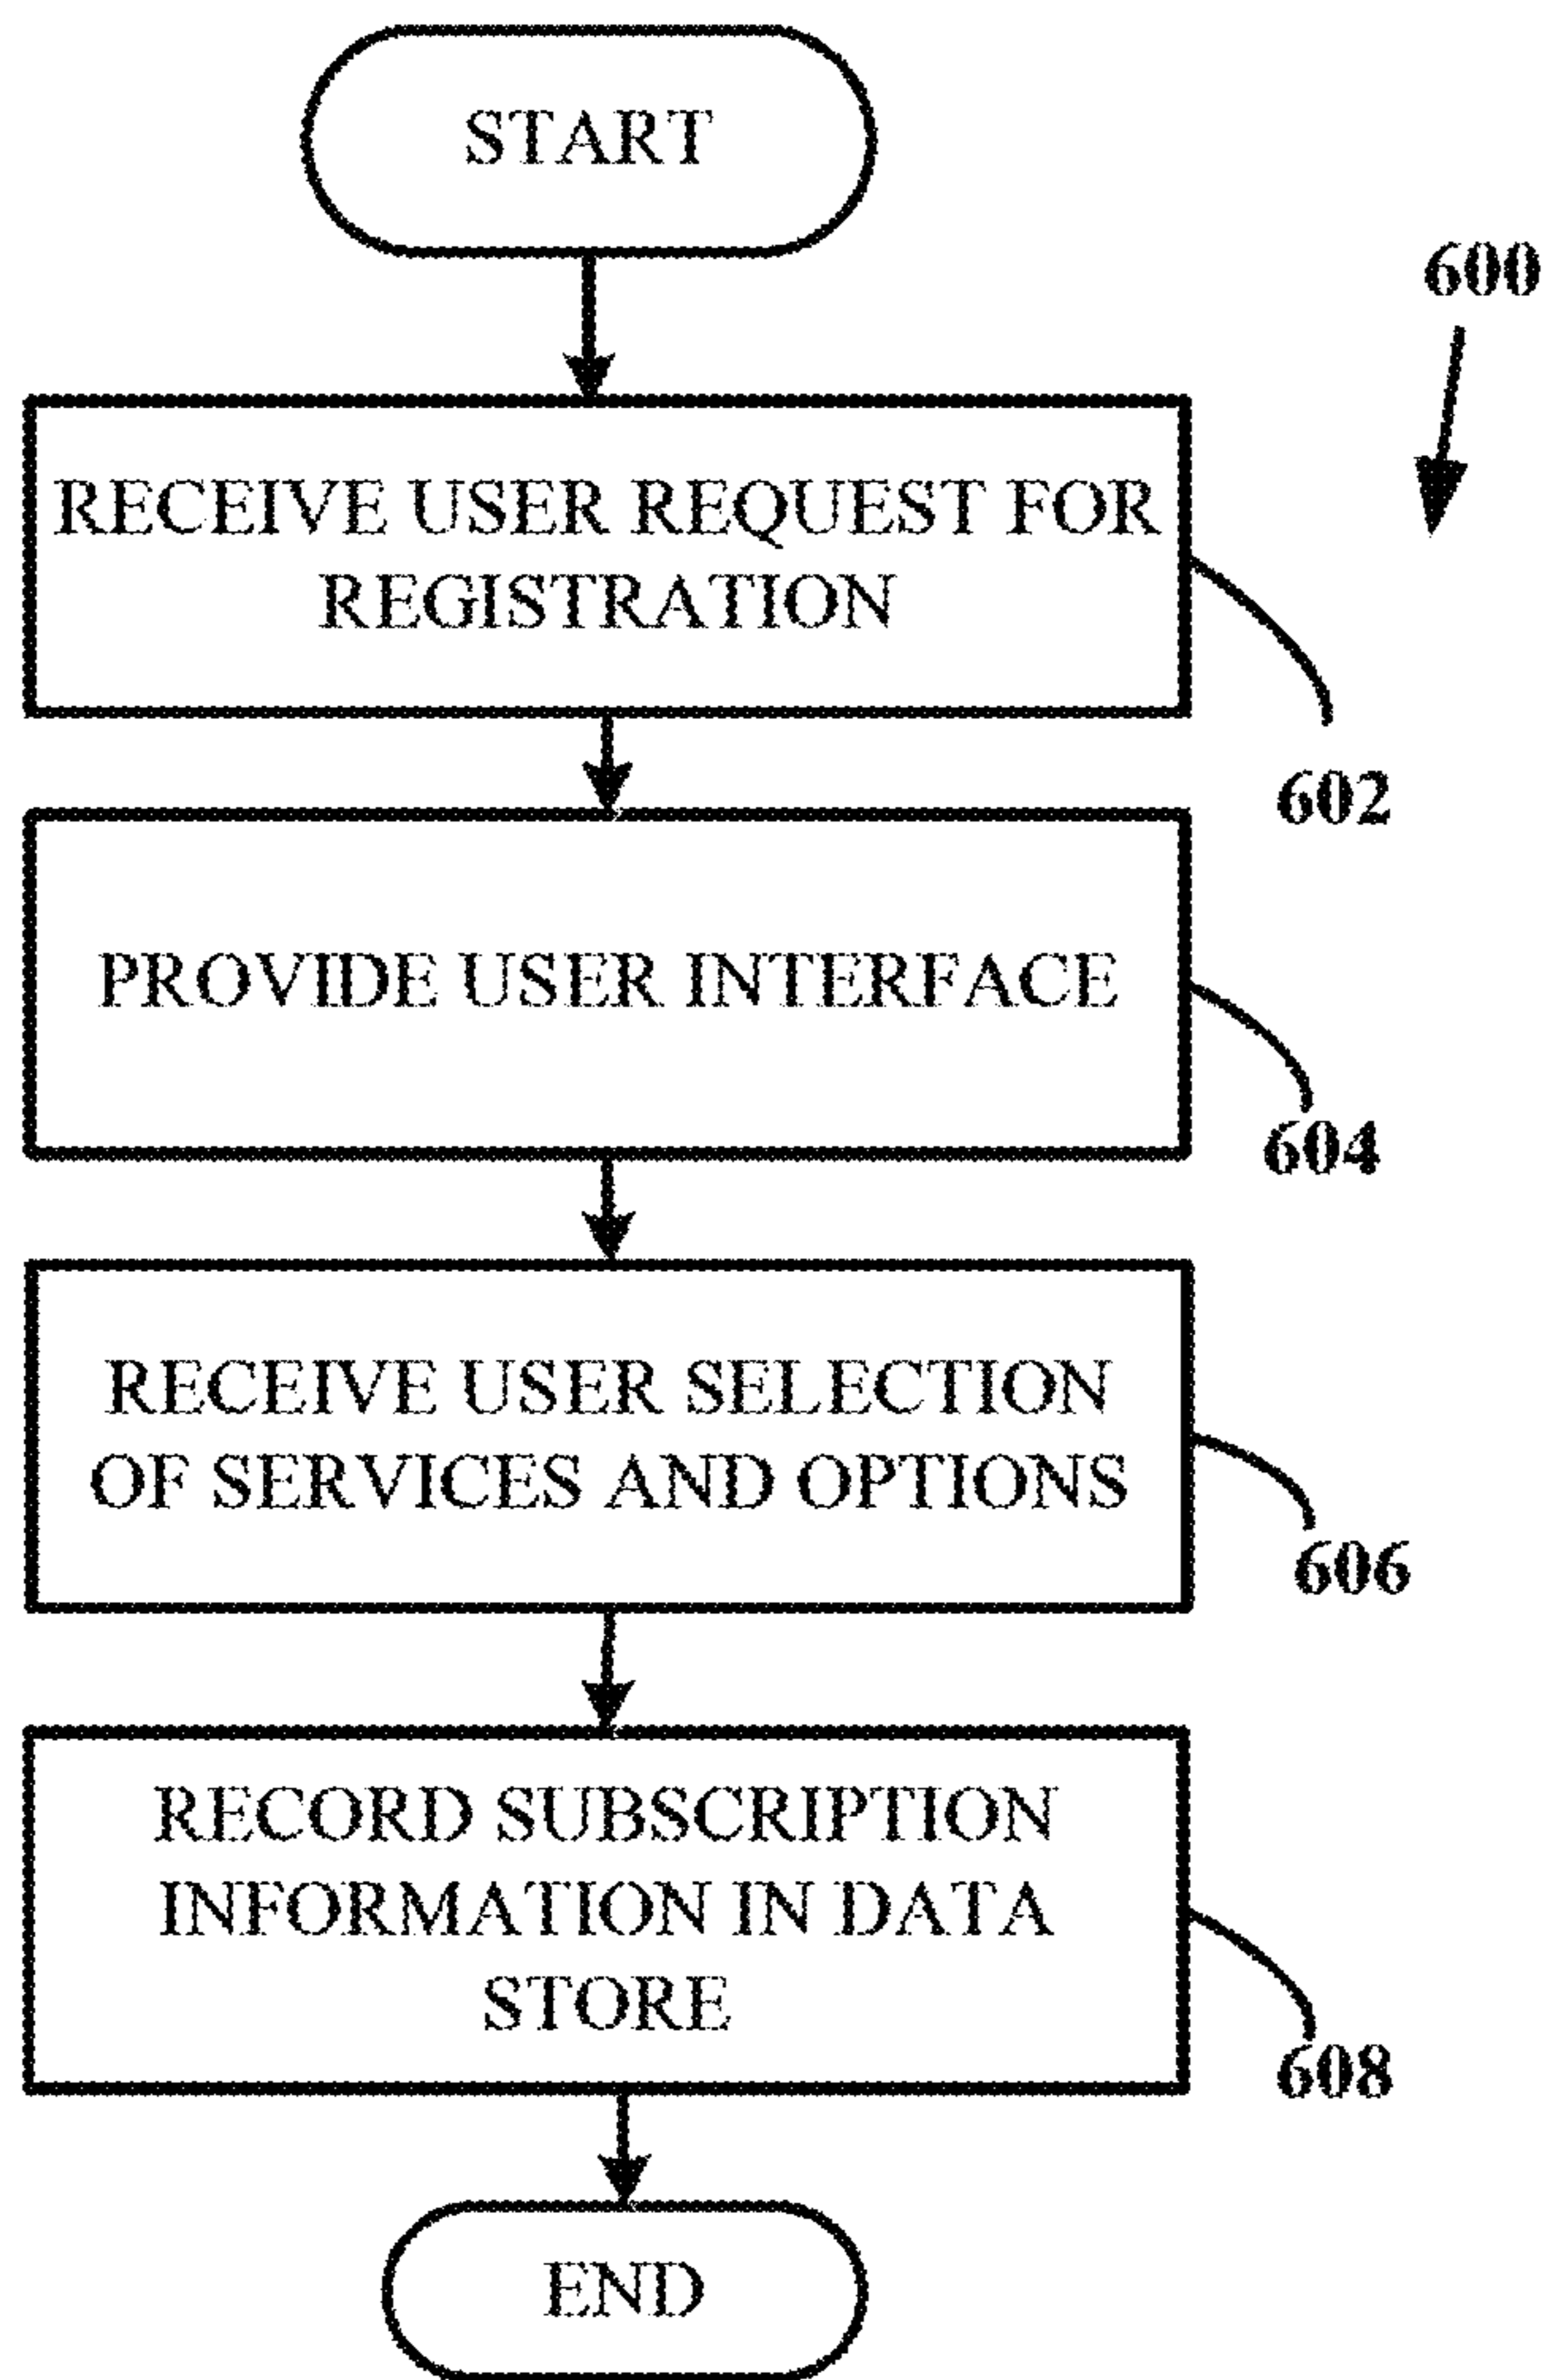 START
600
RECEIVE USER REQUEST FOR
REGISTRATION
602
PROVIDE USER INTERFACE
604
RECEIVE USER SELECTION
OF SERVICES AND OPTIONS
606
RECORD SUBSCRIPTION
INFORMATION IN DATA
STORE
608
END